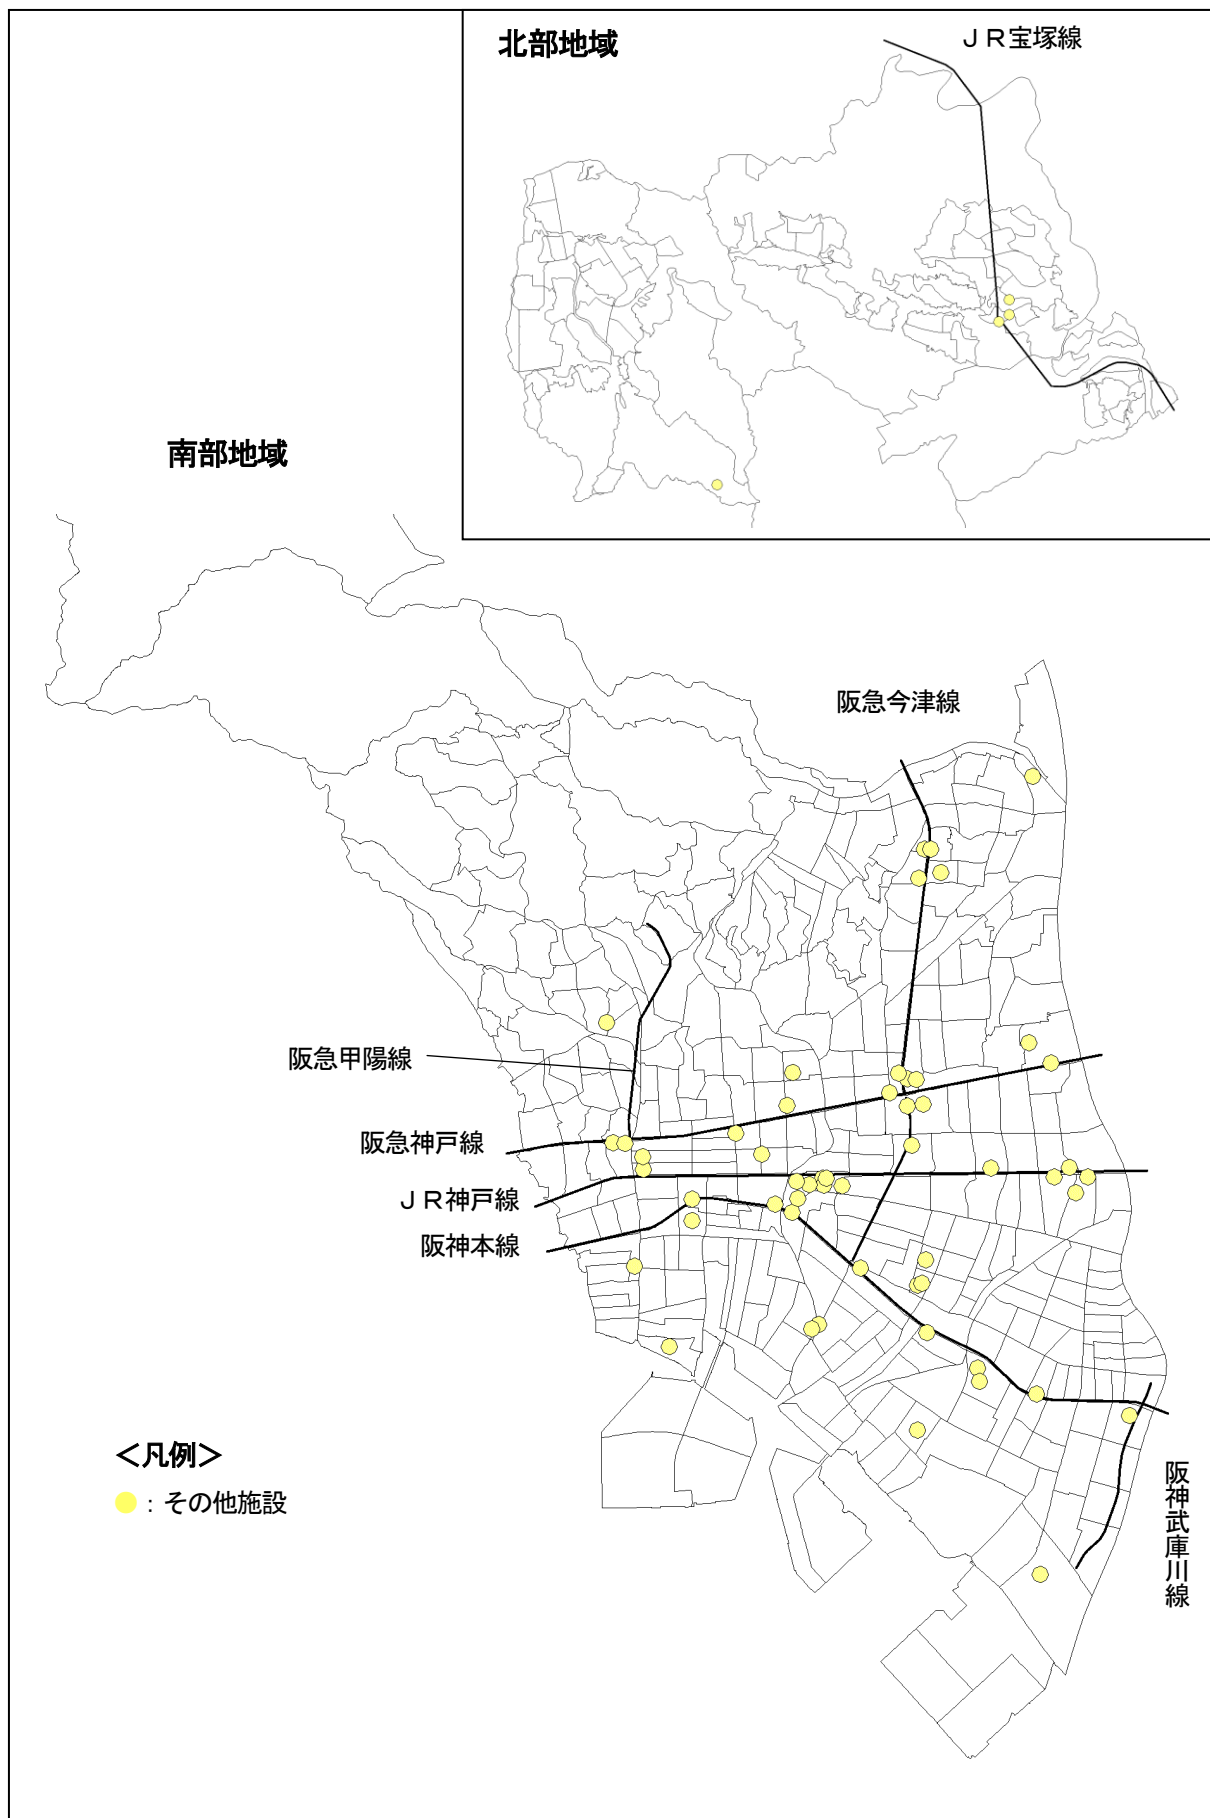 北部地域
ＪＲ宝塚線
南部地域
阪急今津線
阪急甲陽線
阪急神戸線
ＪＲ神戸線
阪神本線
＜凡例＞
：その他施設
阪神武庫川線